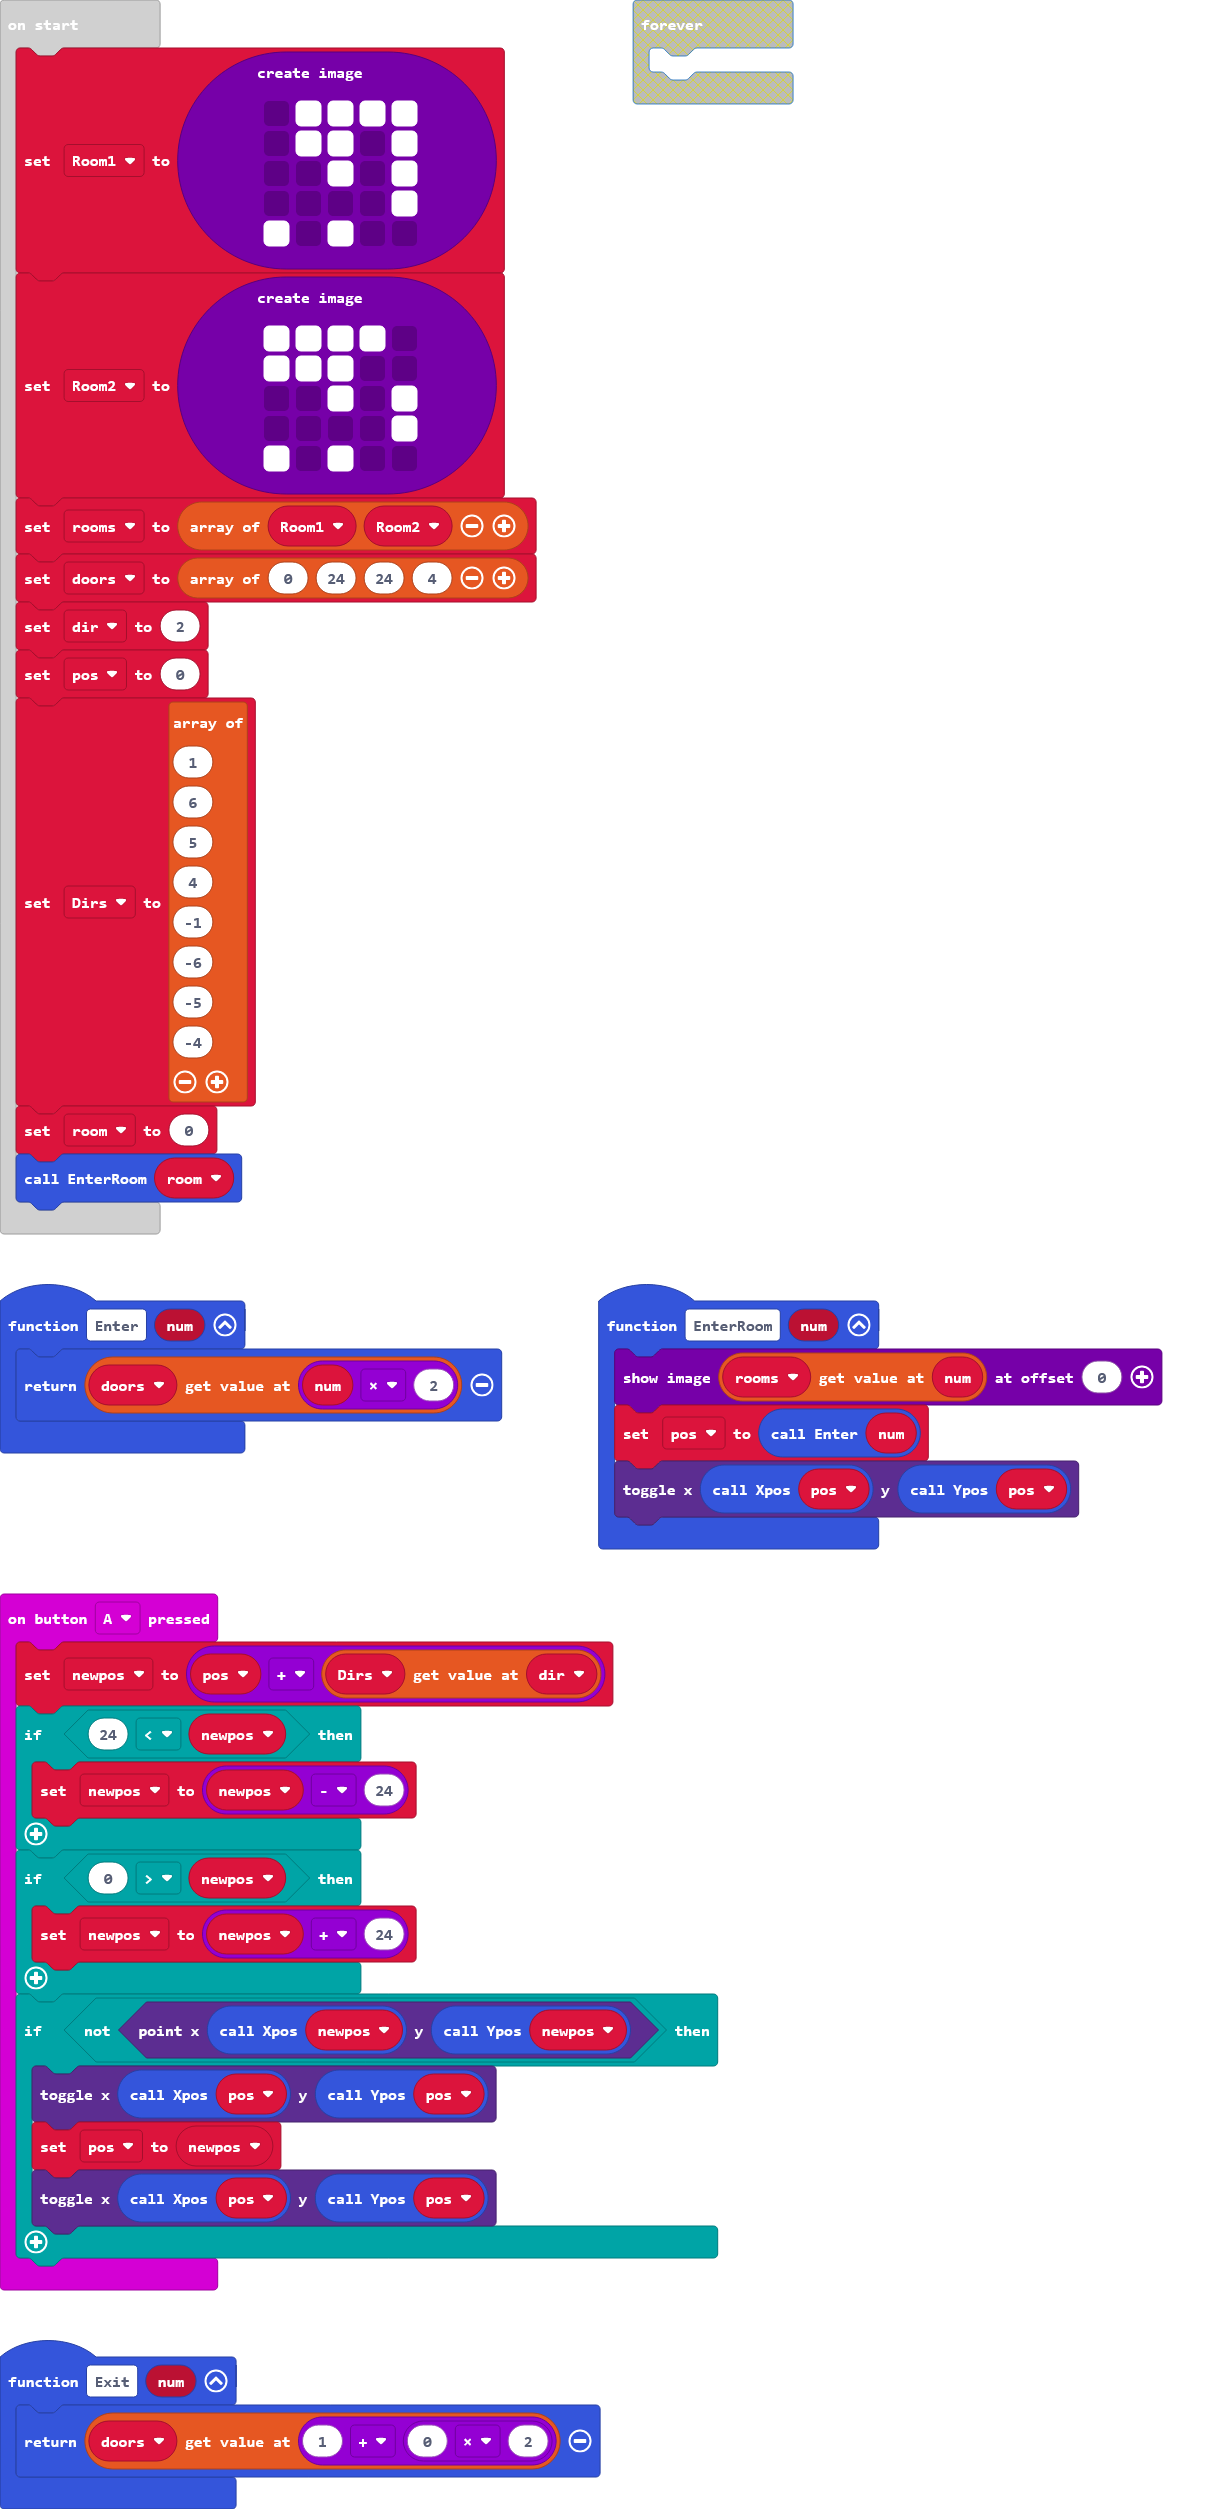 on start
forever
create image
set Room1 to
create image
set Room2 to
set rooms to array of Room1 Room2
set doors to array of 0 24 24 4
set dir to 2
set pos to 0
array of
1
6
5
4
-1
-6
-5
-4
set Dirs to
set room to 0
call EnterRoom room
function Enter num
return doors get value at num × 2
function EnterRoom num
show image rooms get value at num at offset 0
set pos to call Enter num
toggle x call Xpos pos y call Ypos pos
on button A pressed
set newpos to pos + Dirs get value at dir
if 24 < newpos then
set newpos to newpos - 24
if 0 > newpos then
set newpos to newpos + 24
if not point x call Xpos newpos y call Ypos newpos then
toggle x call Xpos pos y call Ypos pos
set pos to newpos
toggle x call Xpos pos y call Ypos pos
function Exit num
return doors get value at 1 + 0 × 2